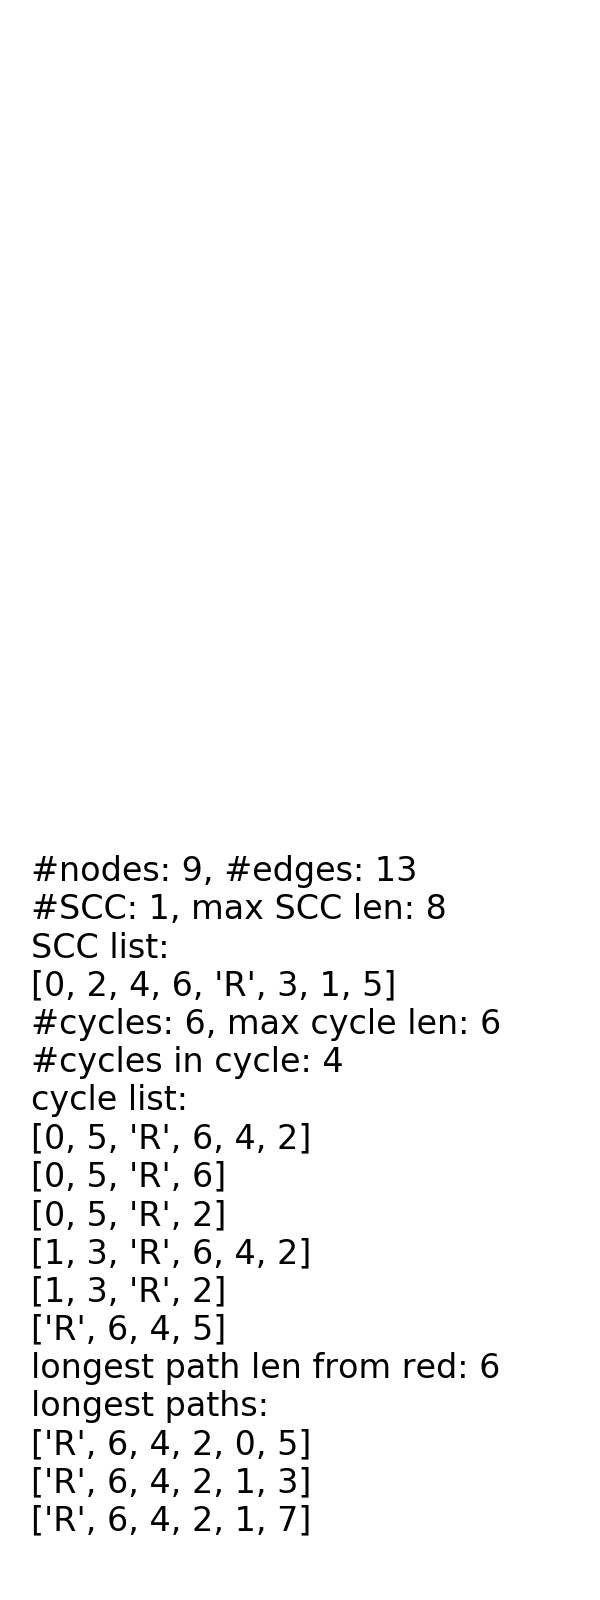 #nodes: 9, #edges: 13
#SCC: 1, max SCC len: 8
SCC list:
[0, 2, 4, 6, 'R', 3, 1, 5]
#cycles: 6, max cycle len: 6
#cycles in cycle: 4
cycle list:
[0, 5, 'R', 6, 4, 2]
[0, 5, 'R', 6]
[0, 5, 'R', 2]
[1, 3, 'R', 6, 4, 2]
[1, 3, 'R', 2]
['R', 6, 4, 5]
longest path len from red: 6
longest paths:
['R', 6, 4, 2, 0, 5]
['R', 6, 4, 2, 1, 3]
['R', 6, 4, 2, 1, 7]